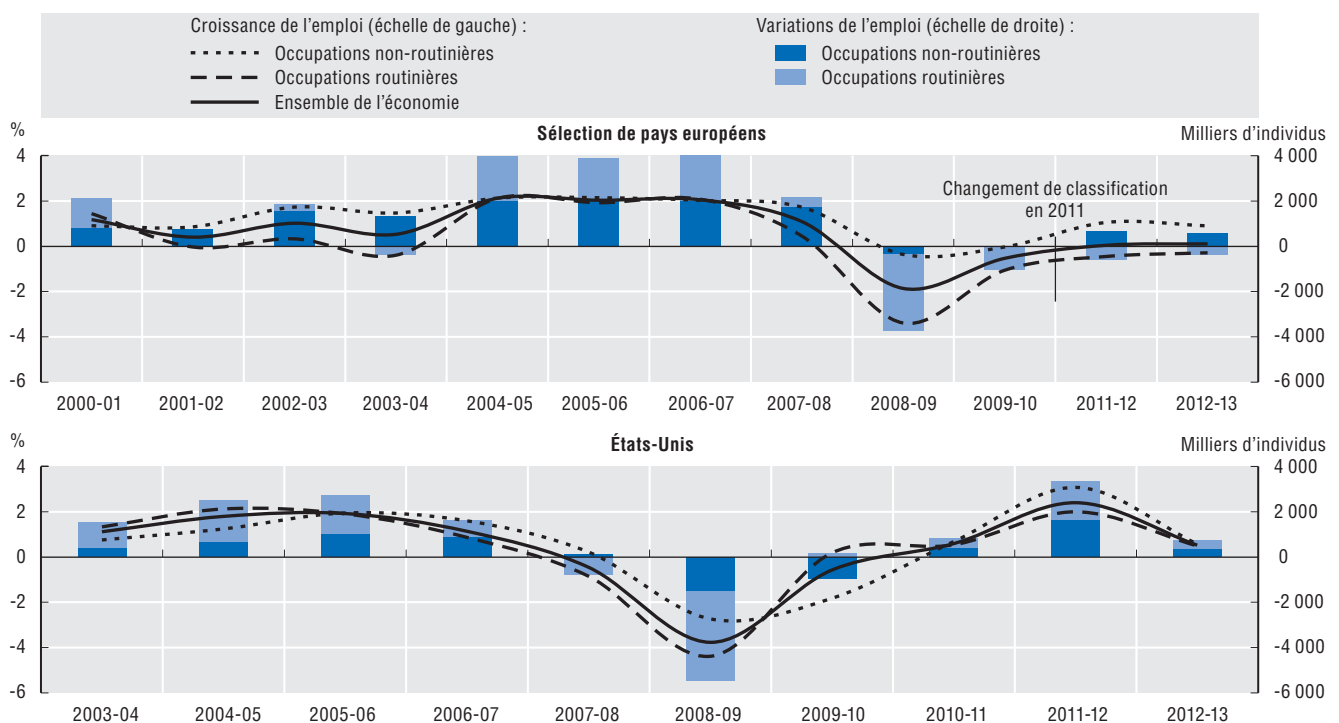 Croissance de l'emploi (échelle de gauche) :
Occupations non-routinières
Occupations routinières
Ensemble de l'économie
Variations de l'emploi (échelle de droite) :
Occupations non-routinières
Occupations routinières
% Sélection de pays européens Milliers d'individus
4 4 000
2 2 000
0 0
-2 -2 000
-4 -4 000
-6 -6 000
Changement de classification
en 2011
2000-01 2001-02 2002-03 2003-04 2004-05 2005-06 2006-07 2007-08 2008-09 2009-10 2011-12 2012-13
% États-Unis Milliers d'individus
4 4 000
2 2 000
0 0
-2 -2 000
-4 -4 000
-6 -6 000
2003-04 2004-05 2005-06 2006-07 2007-08 2008-09 2009-10 2010-11 2011-12 2012-13